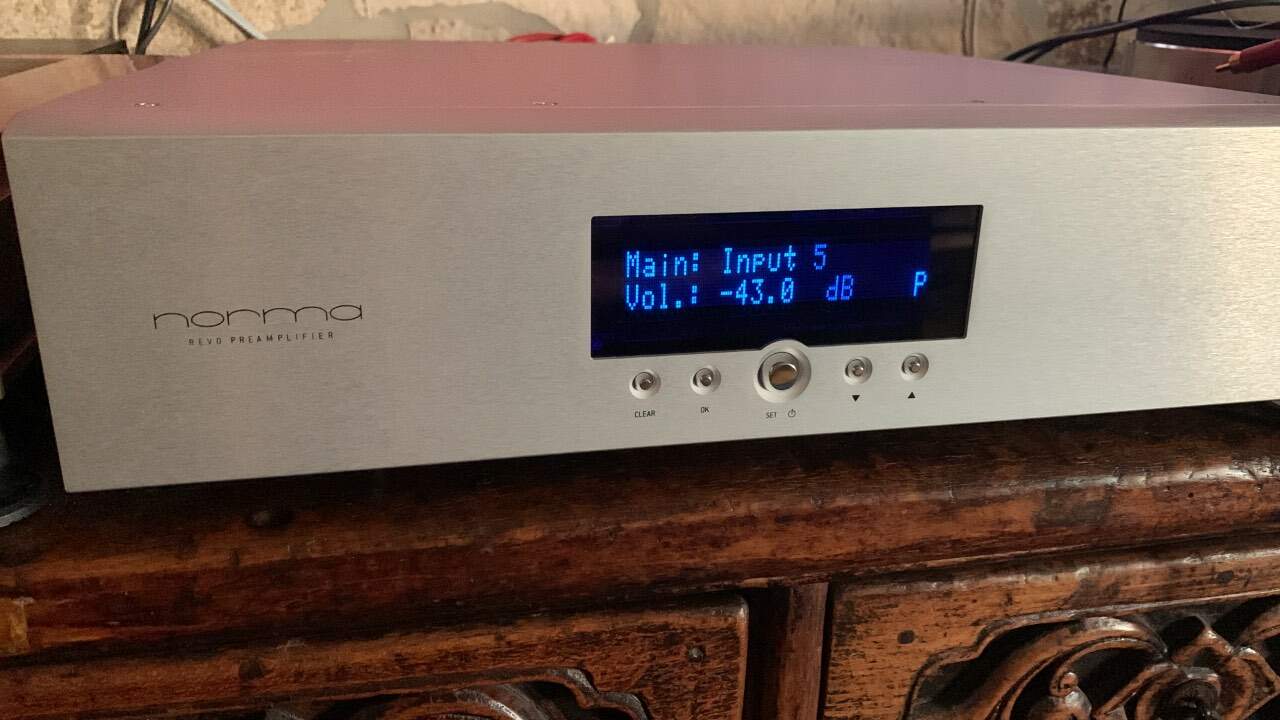 Main: Input 5
Vol.: -43.0 dB P
norma
REVO PREAMPLIFIER
CLEAR
OK
SET